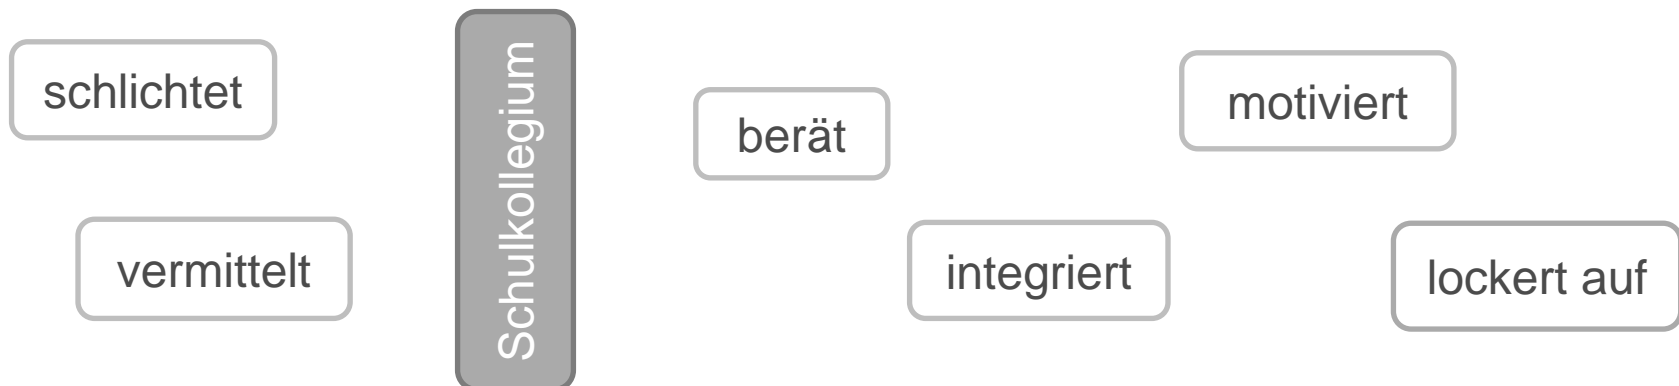 schlichtet
vermittelt
Schulkollegium
berät
integriert
motiviert
lockert auf